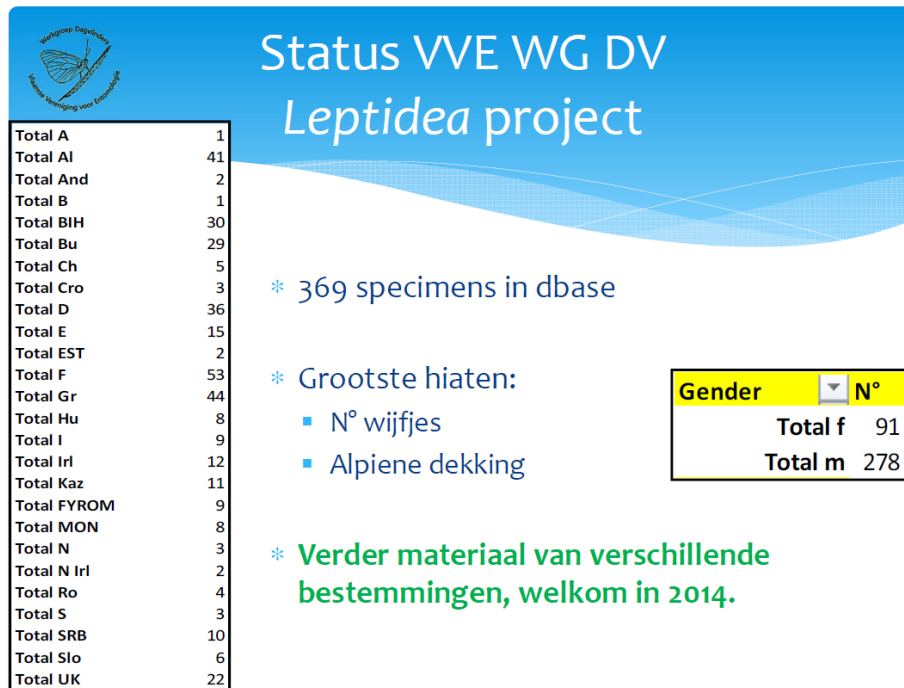 Werkgroep Dagvlinders
Vlaamse Vereniging voor Entomologie
Status VVE WG DV
Leptidea project
Total A 1
Total Al 41
Total And 2
Total B 1
Total BIH 30
Total Bu 29
Total Ch 5
Total Cro 3
Total D 36
Total E 15
Total EST 2
Total F 53
Total Gr 44
Total Hu 8
Total I 9
Total Irl 12
Total Kaz 11
Total FYROM 9
Total MON 8
Total N 3
Total N Irl 2
Total Ro 4
Total S 3
Total SRB 10
Total Slo 6
Total UK 22
* 369 specimens in dbase
* Grootste hiaten:
▪ N° wijfjes
▪ Alpiene dekking
Gender N°
Total f 91
Total m 278
* Verder materiaal van verschillende
bestemmingen, welkom in 2014.